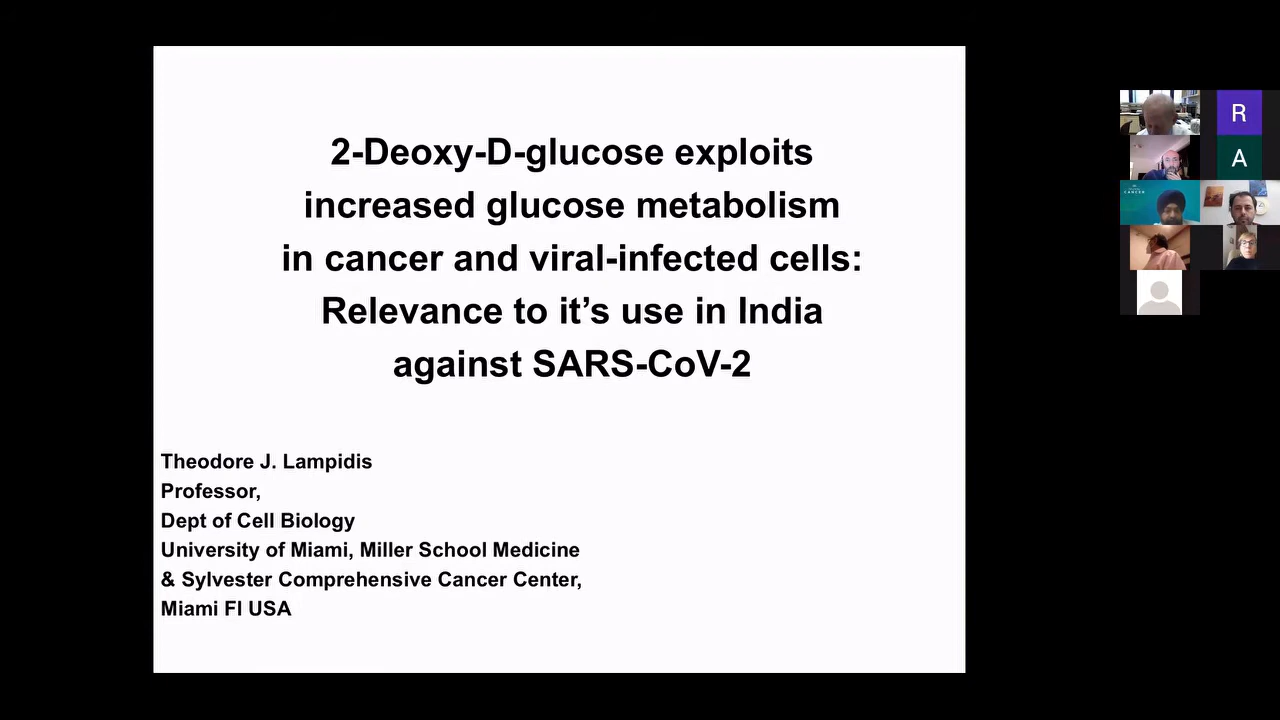 2-Deoxy-D-glucose exploits
increased glucose metabolism
in cancer and viral-infected cells:
Relevance to it’s use in India
against SARS-CoV-2
Theodore J. Lampidis
Professor,
Dept of Cell Biology
University of Miami, Miller School Medicine
& Sylvester Comprehensive Cancer Center,
Miami Fl USA
R
A
CANCER